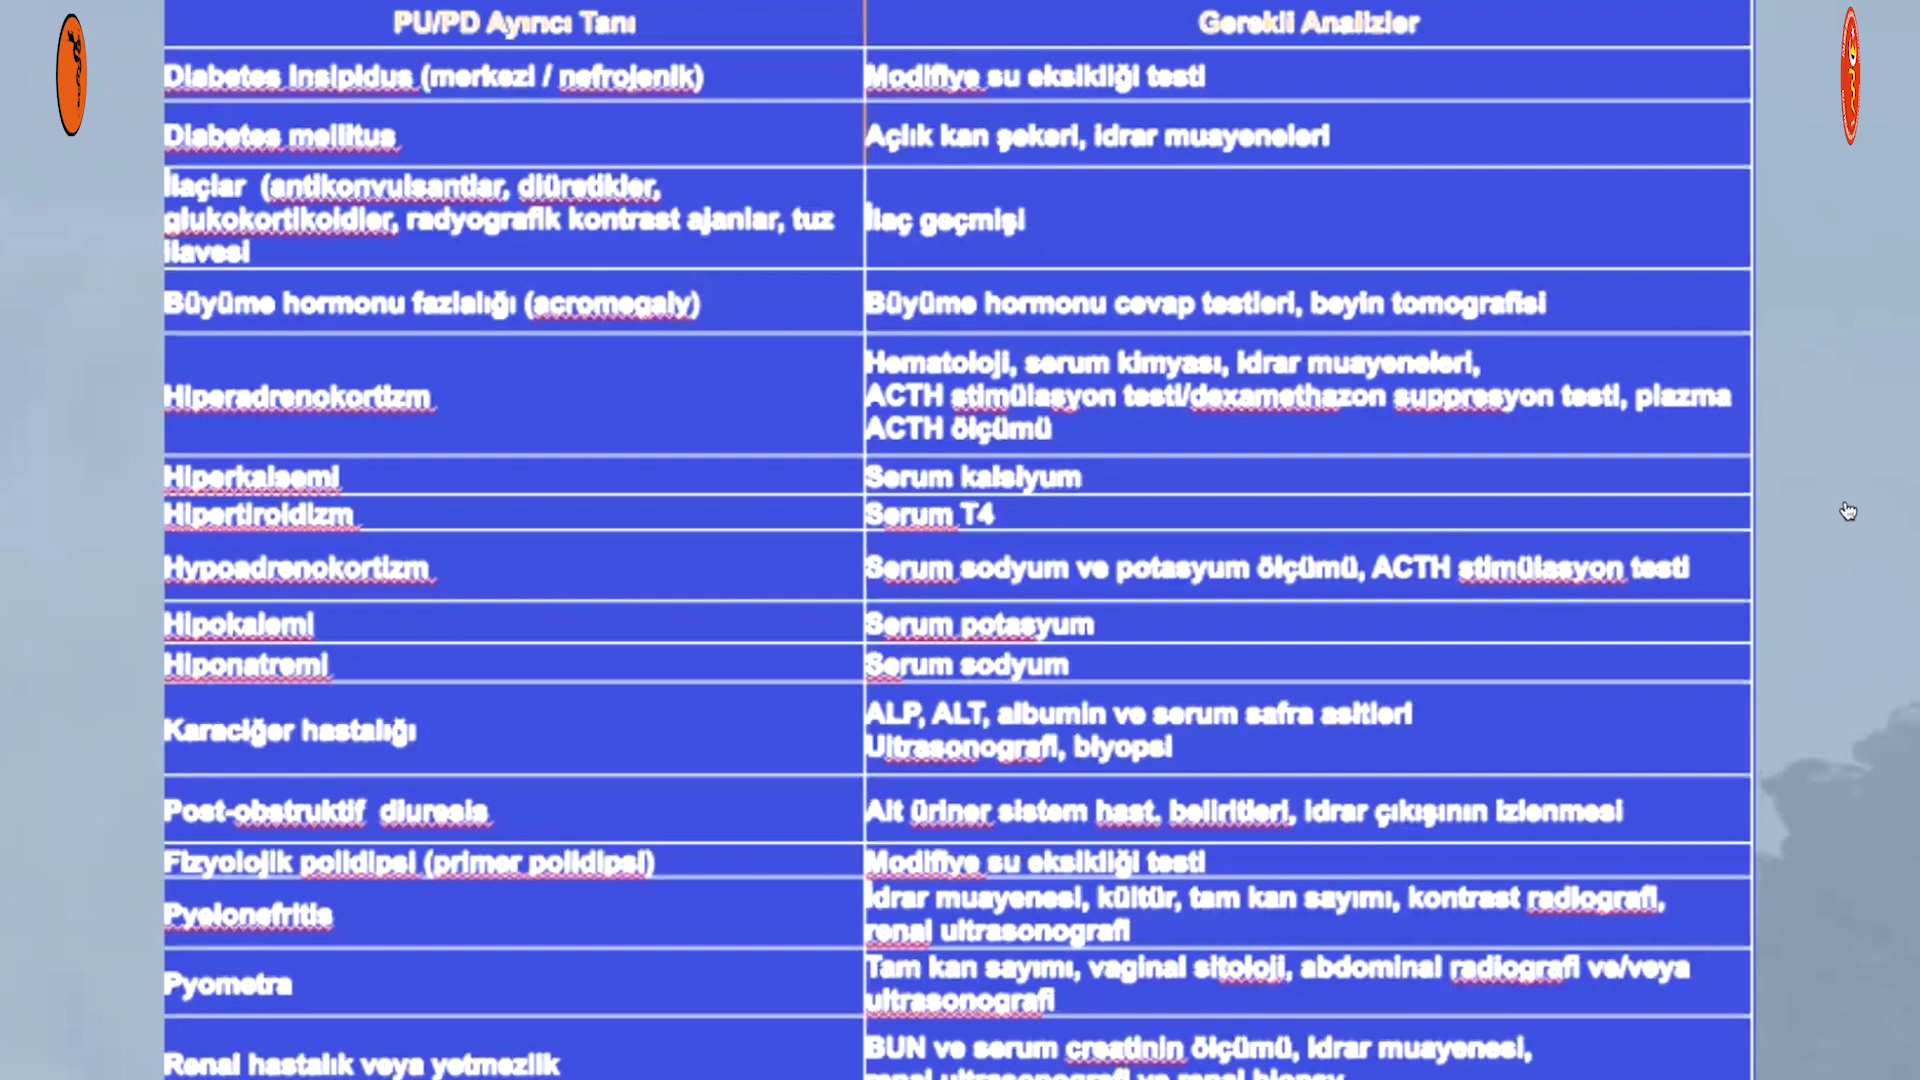 PU/PD Ayırıcı Tanı
Gerekli Analizler
Diabetes insipidus (merkezi / nefrojenik)
Modifiye su eksikliği testi
Diabetes mellitus
Açlık kan şekeri, idrar muayeneleri
İlaçlar (antikonvulsantlar, diüretikler,
glukokortikoidler, radyografik kontrast ajanlar, tuz
ilavesi
İlaç geçmişi
Büyüme hormonu fazlalığı (acromegaly)
Büyüme hormonu cevap testleri, beyin tomografisi
Hiperadrenokortizm
Hematoloji, serum kimyası, idrar muayeneleri,
ACTH stimülasyon testi/dexamethazon suppresyon testi, plazma
ACTH ölçümü
Hiperkalsemi
Serum kalsiyum
Hipertiroidizm
Serum T4
Hypoadrenokortizm
Serum sodyum ve potasyum ölçümü, ACTH stimülasyon testi
Hipokalemi
Serum potasyum
Hiponatremi
Serum sodyum
Karaciğer hastalığı
ALP, ALT, albumin ve serum safra asitleri
Ultrasonografi, biyopsi
Post-obstruktif diuresis
Alt üriner sistem hast. beliritleri, idrar çıkışının izlenmesi
Fizyolojik polidipsi (primer polidipsi)
Modifiye su eksikliği testi
Pyelonefritis
İdrar muayenesi, kültür, tam kan sayımı, kontrast radiografi,
renal ultrasonografi
Pyometra
Tam kan sayımı, vaginal sitoloji, abdominal radiografi ve/veya
ultrasonografi
Renal hastalık veya yetmezlik
BUN ve serum creatinin ölçümü, idrar muayenesi,
renal ultrasonografi ve renal biopsy